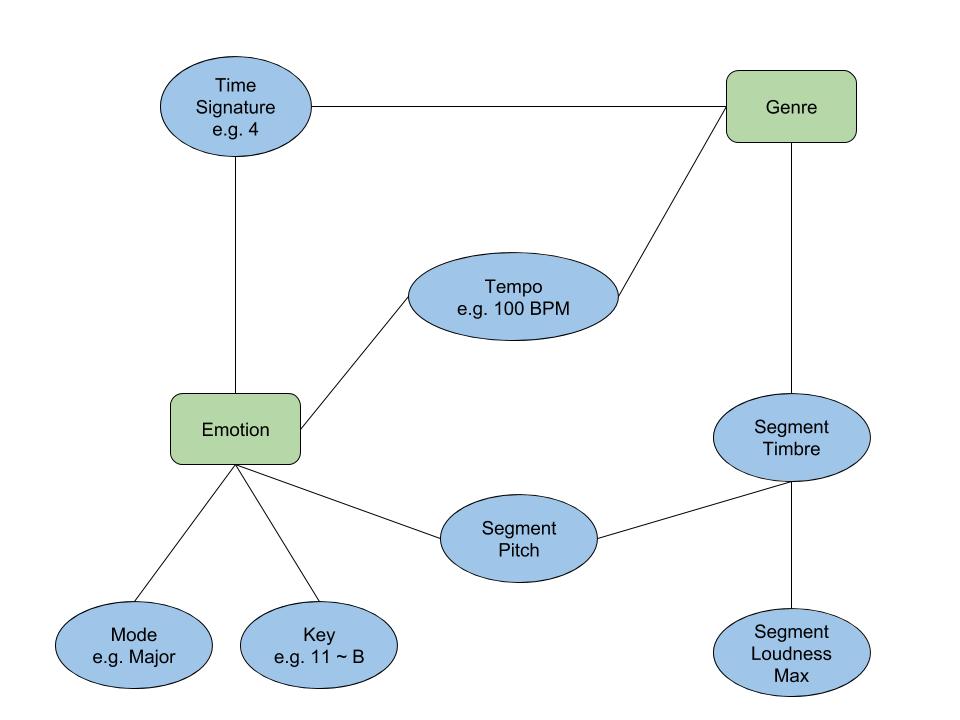 Time
Signature
e.g. 4
Genre
Tempo
e.g. 100 BPM
Emotion
Segment
Timbre
Segment
Pitch
Mode
e.g. Major
Key
e.g. 11 ~ B
Segment
Loudness
Max